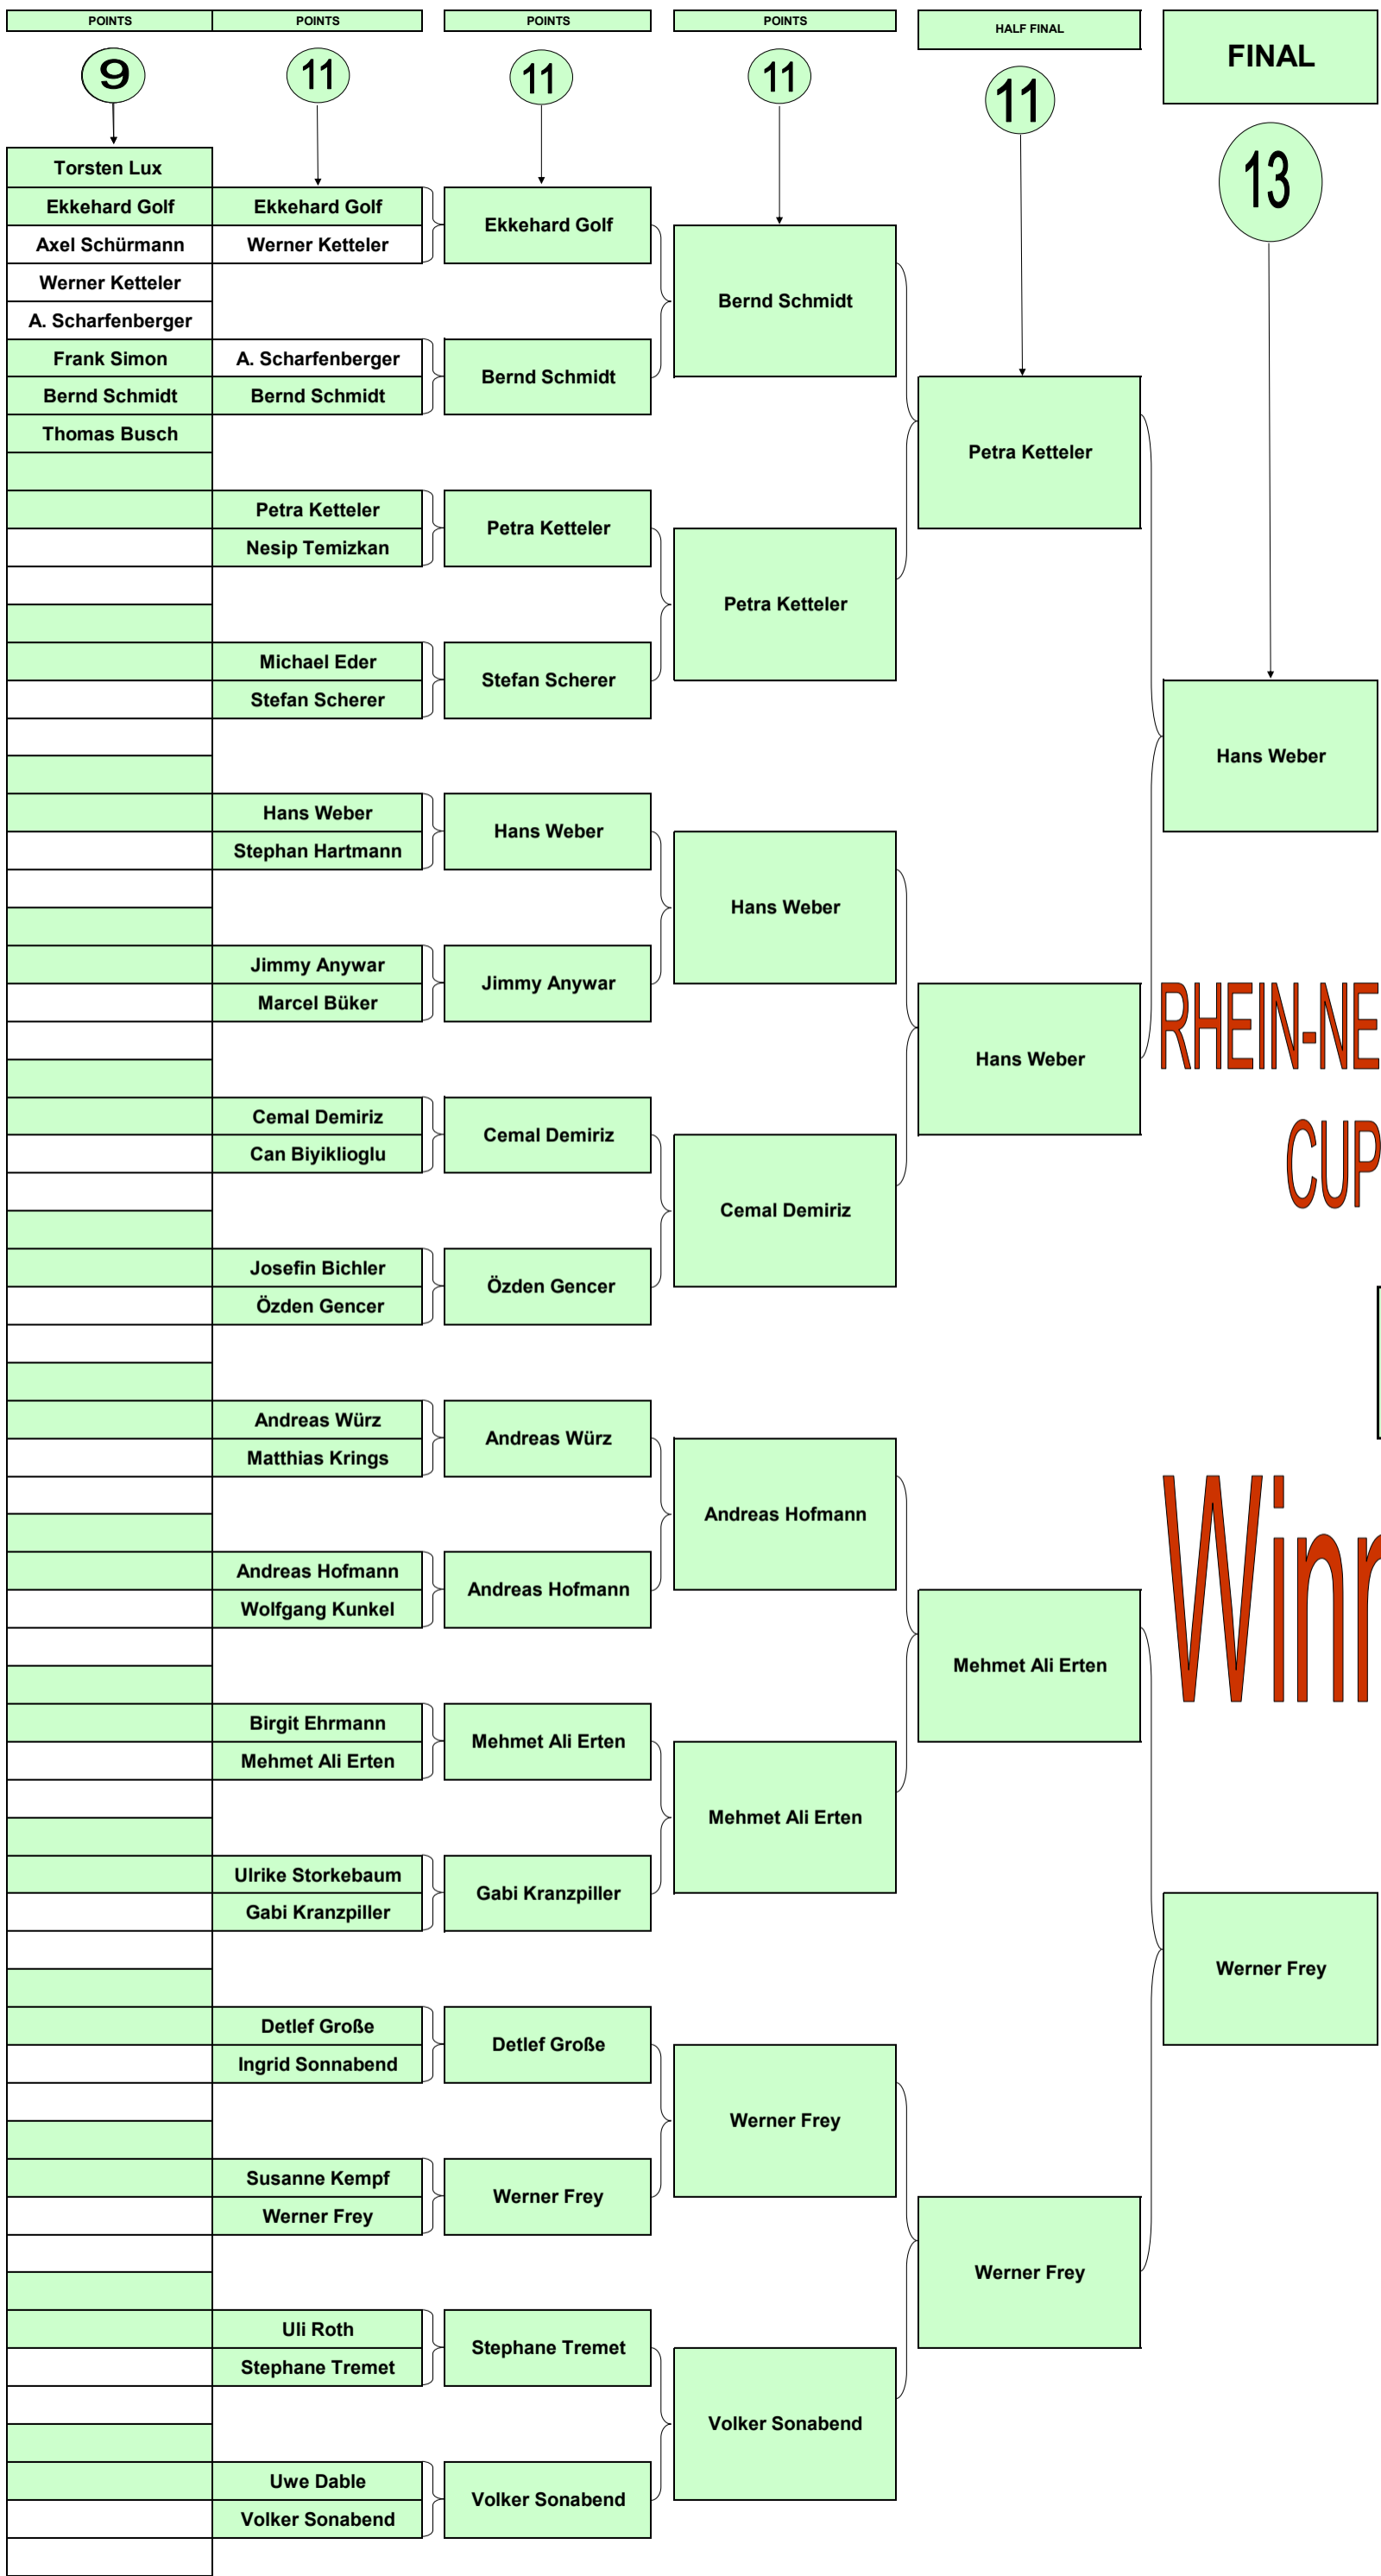 POINTS
POINTS
POINTS
POINTS
HALF FINAL
FINAL
9
11
11
11
11
13
Torsten Lux
Ekkehard Golf
Axel Schürmann
Werner Ketteler
A. Scharfenberger
Frank Simon
Bernd Schmidt
Thomas Busch
Ekkehard Golf
Werner Ketteler
A. Scharfenberger
Bernd Schmidt
Petra Ketteler
Nesip Temizkan
Michael Eder
Stefan Scherer
Hans Weber
Stephan Hartmann
Jimmy Anywar
Marcel Büker
Cemal Demiriz
Can Biyiklioglu
Josefin Bichler
Özden Gencer
Andreas Würz
Matthias Krings
Andreas Hofmann
Wolfgang Kunkel
Birgit Ehrmann
Mehmet Ali Erten
Ulrike Storkebaum
Gabi Kranzpiller
Detlef Große
Ingrid Sonnabend
Susanne Kempf
Werner Frey
Uli Roth
Stephane Tremet
Uwe Dable
Volker Sonabend
Ekkehard Golf
Bernd Schmidt
Petra Ketteler
Stefan Scherer
Hans Weber
Jimmy Anywar
Cemal Demiriz
Özden Gencer
Andreas Würz
Andreas Hofmann
Mehmet Ali Erten
Gabi Kranzpiller
Detlef Große
Werner Frey
Stephane Tremet
Volker Sonabend
Bernd Schmidt
Petra Ketteler
Hans Weber
Cemal Demiriz
Andreas Hofmann
Mehmet Ali Erten
Werner Frey
Volker Sonabend
Petra Ketteler
Hans Weber
Mehmet Ali Erten
Werner Frey
Hans Weber
Werner Frey
RHEIN-NE
CUP
Winn